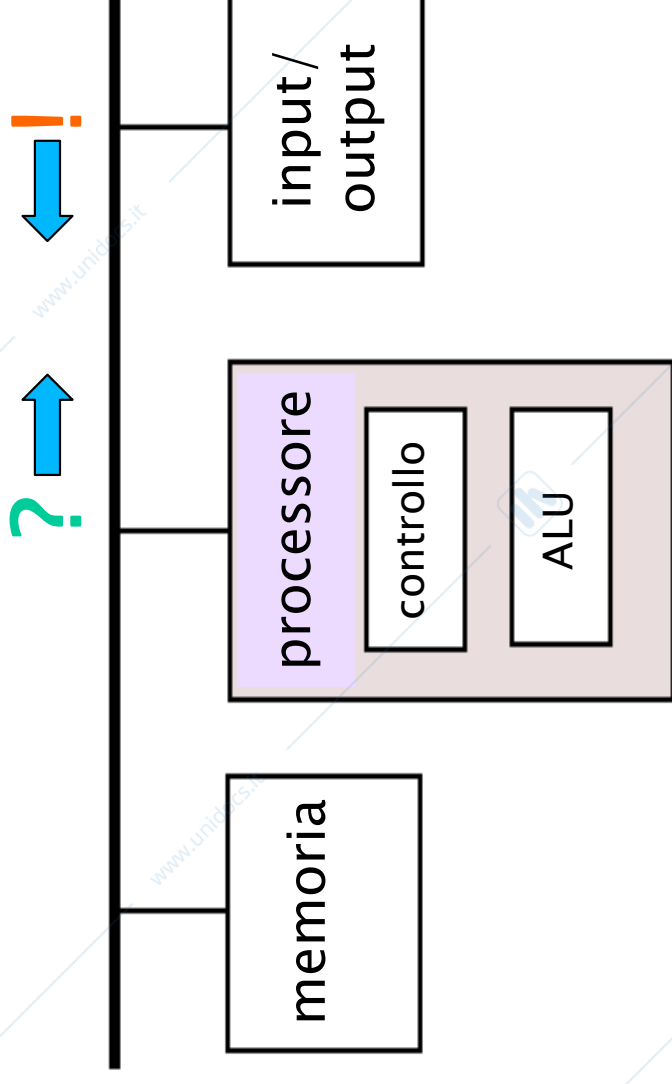 ?
!
memoria
processore
controllo
ALU
input/
output
www.unidocs.it
www.unidocs.it